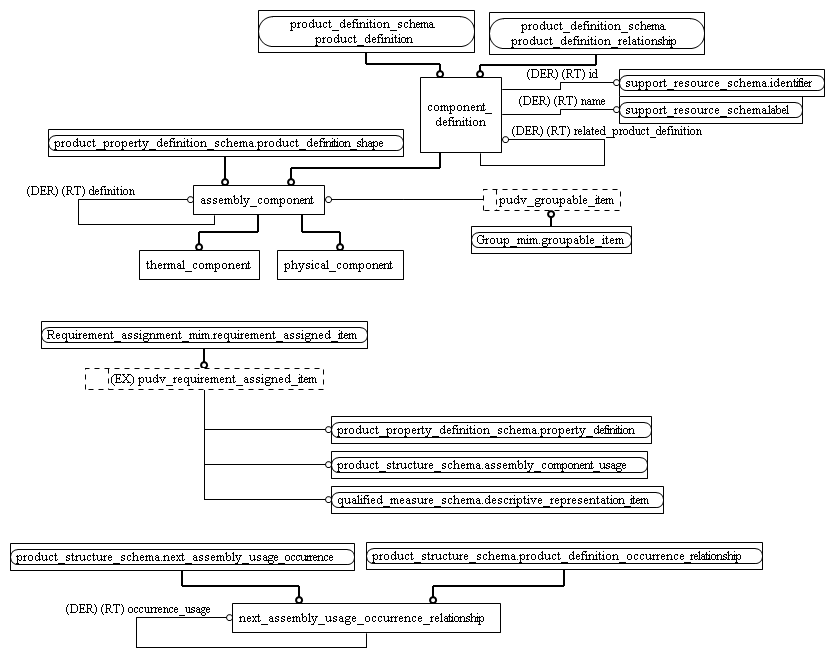 product_definition_schema.
product_definition
product_definition_schema.
product_definition_relationship
(DER) (RT) id
support_resource_schema.identifier
component_
definition
(DER) (RT) name
support_resource_schema.label
(DER) (RT) related_product_definition
product_property_definition_schema.product_definition_shape
(DER) (RT) definition
assembly_component
pudv_groupable_item
Group_mim.groupable_item
thermal_component
physical_component
Requirement_assignment_mim.requirement_assigned_item
(EX) pudv_requirement_assigned_item
product_property_definition_schema.property_definition
product_structure_schema.assembly_component_usage
qualified_measure_schema.descriptive_representation_item
product_structure_schema.next_assembly_usage_occurrence
product_structure_schema.product_definition_occurrence_relationship
(DER) (RT) occurrence_usage
next_assembly_usage_occurrence_relationship